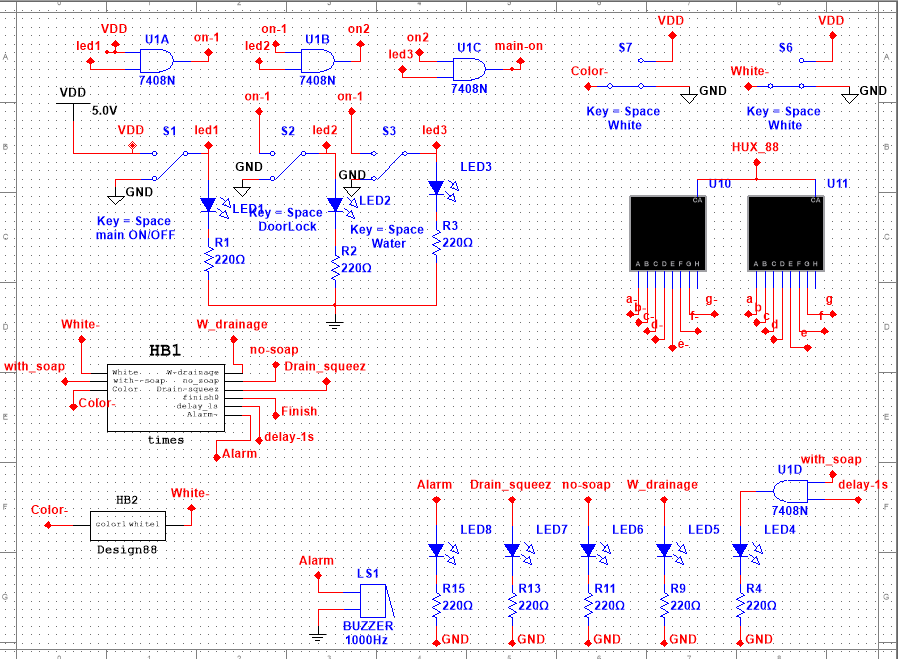 VDD
led1
U1A
on-1
7408N
on-1
led2
U1B
on2
7408N
on2
led3
U1C
main-on
7408N
VDD
S7
Color-
GND
Key = Space
White
VDD
S6
White-
GND
Key = Space
White
VDD
5.0V
VDD
S1
led1
GND
Key = Space
main ON/OFF
LED1
R1
220Ω
on-1
S2
led2
GND
Key = Space
DoorLock
LED2
R2
220Ω
on-1
S3
led3
GND
Key = Space
Water
LED3
R3
220Ω
HUX_88
U10
CA
A B C D E F G H
a-
b-
c-
d-
e-
f-
g-
U11
CA
A B C D E F G H
a
b
c
d
e
f
g
White-
W_drainage
HB1
no-soap
with_soap
Drain_squeez
White-
W-drainage
with--soap
no_soap
Color
Drain-squeez
finish
delay_1s
Alarm
Color-
Finish
times
delay-1s
Alarm
HB2
Color-
White-
color1 white1
Design88
Alarm
LS1
BUZZER
1000Hz
Alarm
LED8
R15
220Ω
GND
Drain_squeez
LED7
R13
220Ω
GND
no-soap
LED6
R11
220Ω
GND
W_drainage
LED5
R9
220Ω
GND
with_soap
U1D
delay-1s
7408N
LED4
R4
220Ω
GND